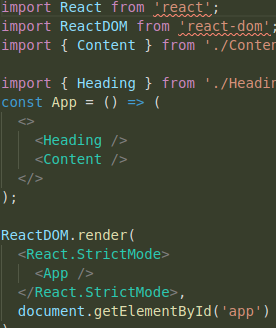 import React from 'react';
import ReactDOM from 'react-dom';
import { Content } from './Conten
import { Heading } from './Headin
const App = () => (
<>
<Heading />
<Content />
</>
);
ReactDOM.render(
<React.StrictMode>
<App />
</React.StrictMode>,
document.getElementById('app')